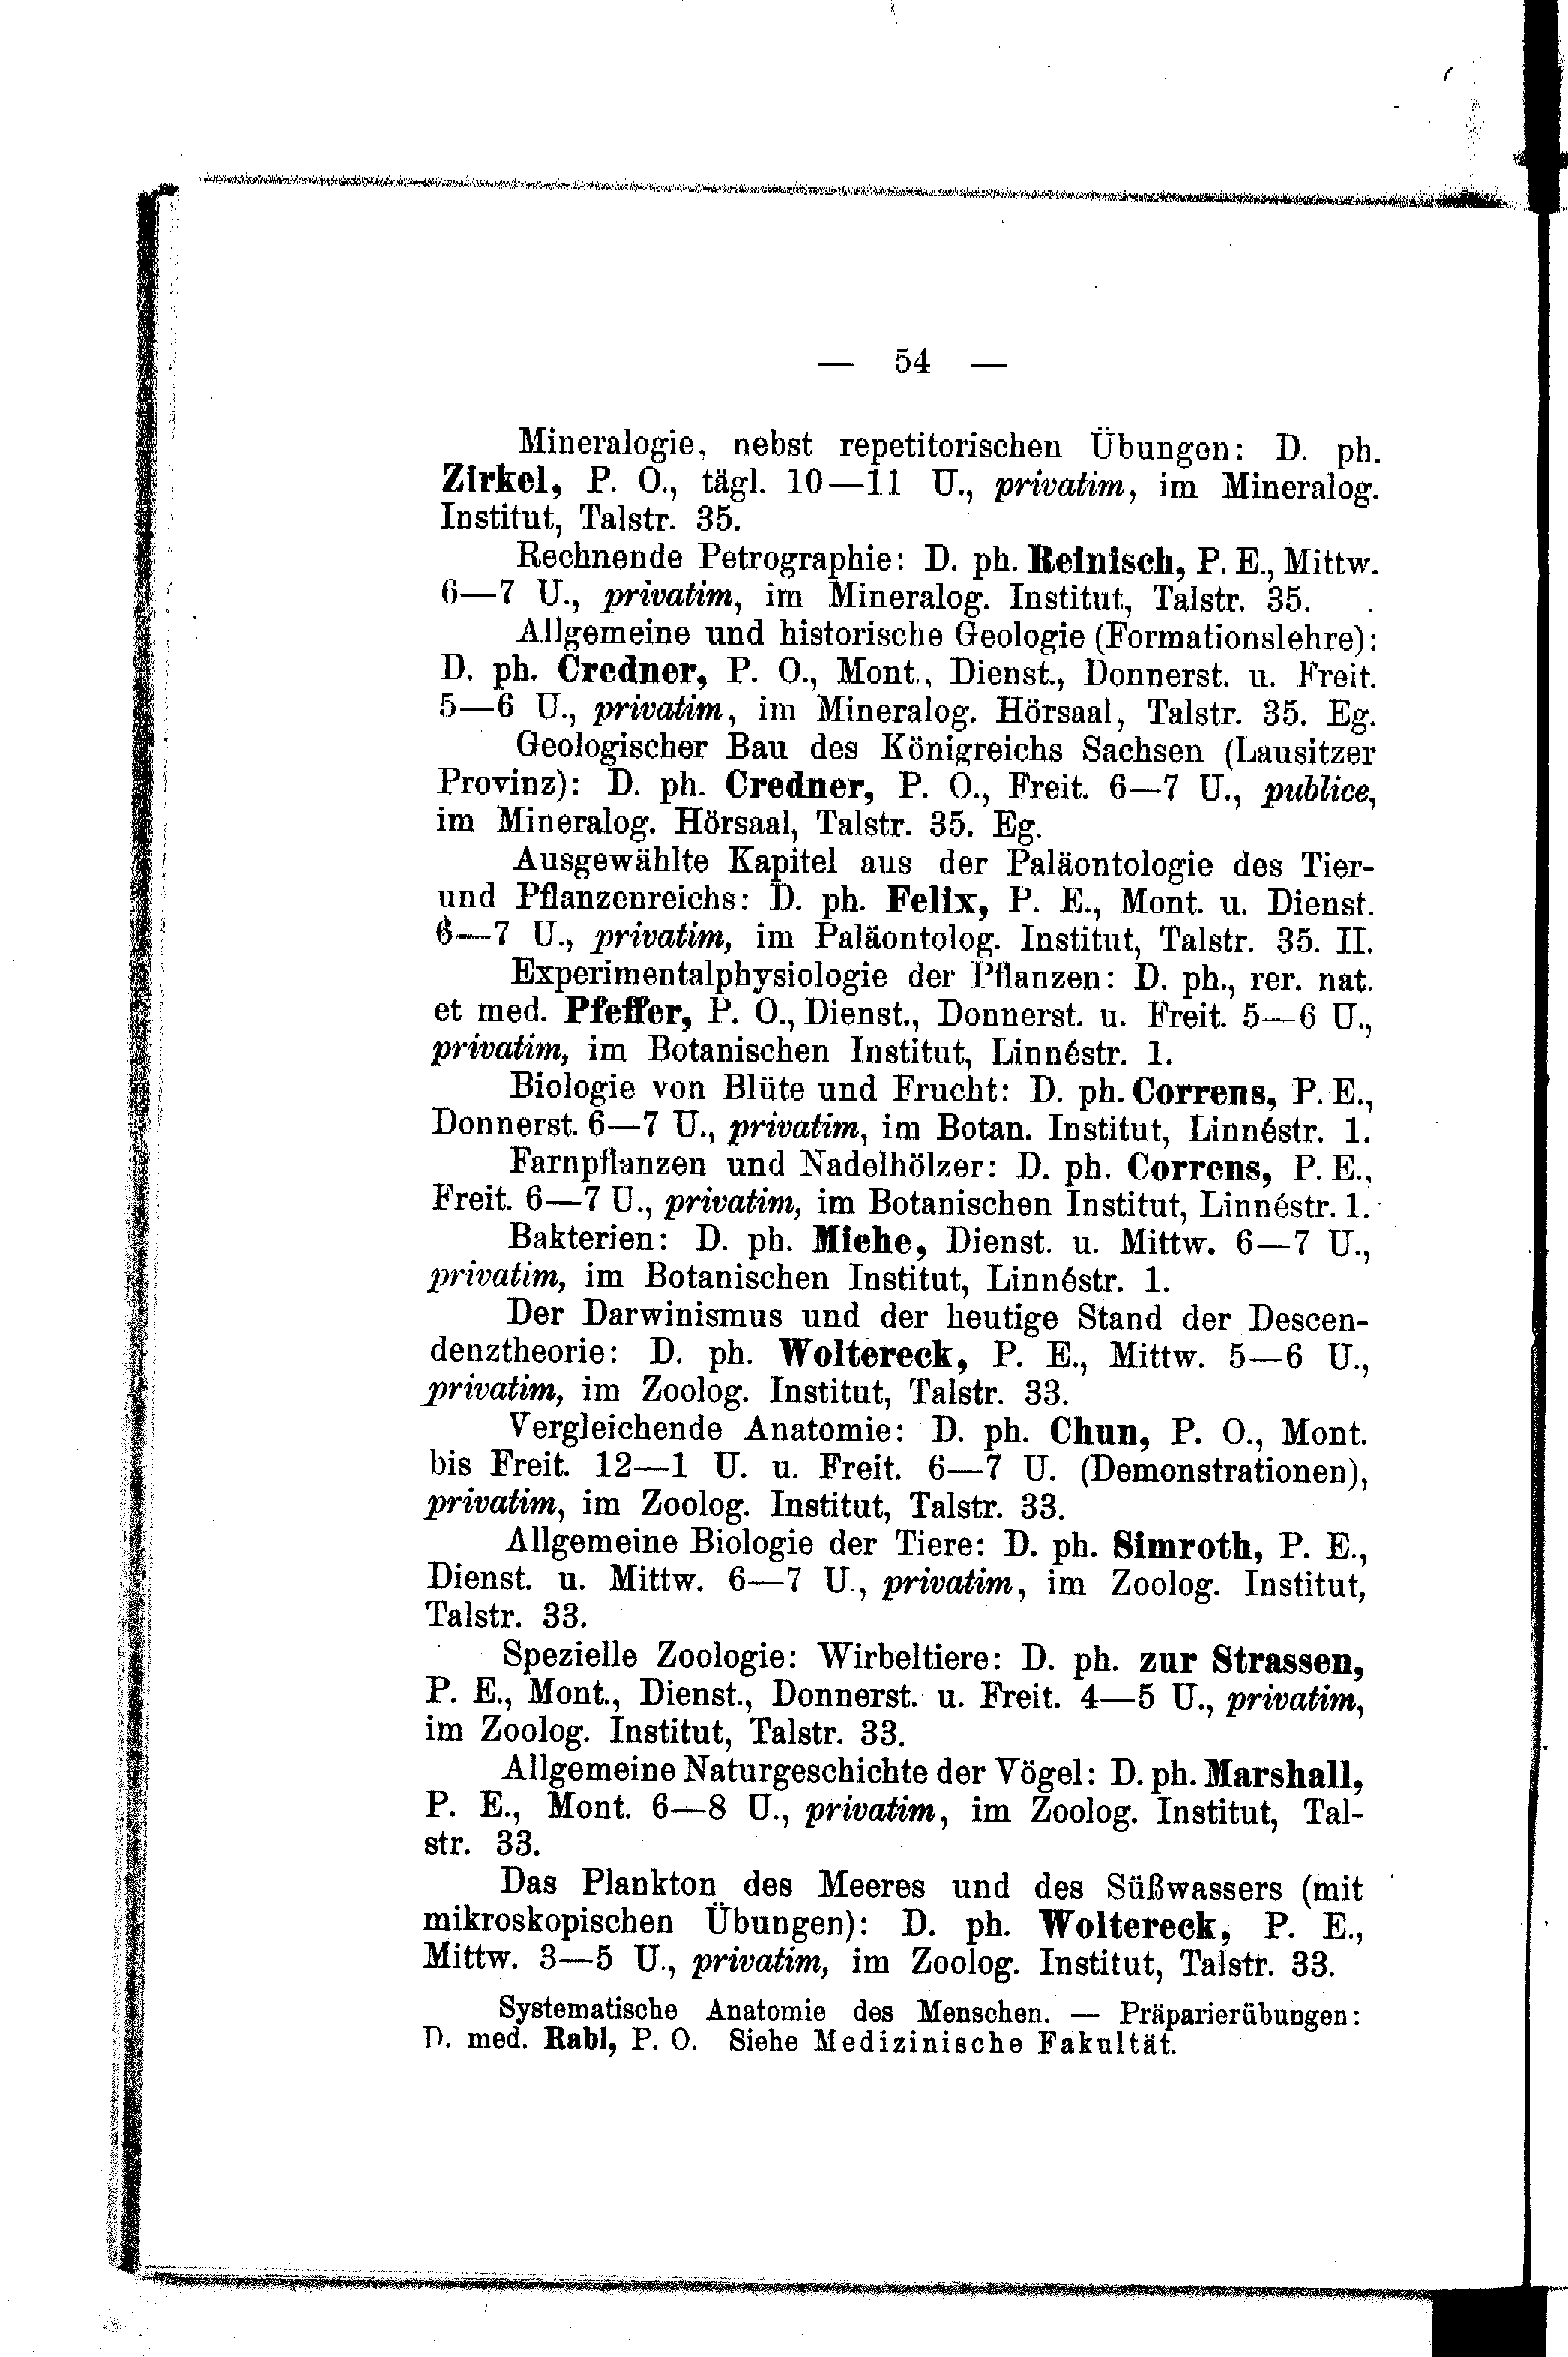 — 54 —
Mineralogie, nebst repetitorischen Übungen: D. ph.
Zirkel, P. O., tägl. 10—11 U., privatim, im Mineralog.
Institut, Talstr. 35.
Rechnende Petrographie: D. ph. Reinisch, P. E., Mittw.
6—7 U., privatim, im Mineralog. Institut, Talstr. 35.
Allgemeine und historische Geologie (Formationslehre):
D. ph. Credner, P. O., Mont., Dienst., Donnerst. u. Freit.
5—6 U., privatim, im Mineralog. Hörsaal, Talstr. 35. Eg.
Geologischer Bau des Königreichs Sachsen (Lausitzer
Provinz): D. ph. Credner, P. O., Freit. 6—7 U., publice,
im Mineralog. Hörsaal, Talstr. 35. Eg.
Ausgewählte Kapitel aus der Paläontologie des Tier-
und Pflanzenreichs: D. ph. Felix, P. E., Mont. u. Dienst.
6—7 U., privatim, im Paläontolog. Institut, Talstr. 35. II.
Experimentalphysiologie der Pflanzen: D. ph., rer. nat.
et med. Pfeffer, P. O., Dienst., Donnerst. u. Freit. 5—6 U.,
privatim, im Botanischen Institut, Linnéstr. 1.
Biologie von Blüte und Frucht: D. ph. Correns, P. E.,
Donnerst. 6—7 U., privatim, im Botan. Institut, Linnéstr. 1.
Farnpflanzen und Nadelhölzer: D. ph. Correns, P. E.,
Freit. 6—7 U., privatim, im Botanischen Institut, Linnéstr. 1.
Bakterien: D. ph. Miehe, Dienst. u. Mittw. 6—7 U.,
privatim, im Botanischen Institut, Linnéstr. 1.
Der Darwinismus und der heutige Stand der Descen-
denztheorie: D. ph. Woltereck, P. E., Mittw. 5—6 U.,
privatim, im Zoolog. Institut, Talstr. 33.
Vergleichende Anatomie: D. ph. Chun, P. O., Mont.
bis Freit. 12—1 U. u. Freit. 6—7 U. (Demonstrationen),
privatim, im Zoolog. Institut, Talstr. 33.
Allgemeine Biologie der Tiere: D. ph. Simroth, P. E.,
Dienst. u. Mittw. 6—7 U., privatim, im Zoolog. Institut,
Talstr. 33.
Spezielle Zoologie: Wirbeltiere: D. ph. zur Strassen,
P. E., Mont., Dienst., Donnerst. u. Freit. 4—5 U., privatim,
im Zoolog. Institut, Talstr. 33.
Allgemeine Naturgeschichte der Vögel: D. ph. Marshall,
P. E., Mont. 6—8 U., privatim, im Zoolog. Institut, Tal-
str. 33.
Das Plankton des Meeres und des Süßwassers (mit
mikroskopischen Übungen): D. ph. Woltereck, P. E.,
Mittw. 3—5 U., privatim, im Zoolog. Institut, Talstr. 33.
Systematische Anatomie des Menschen. — Präparierübungen:
D. med. Rabl, P. O. Siehe Medizinische Fakultät.